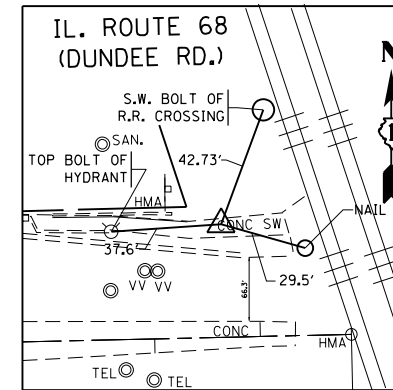 IL. ROUTE 68
(DUNDEE RD.)
N
S.W. BOLT OF
R.R. CROSSING
SAN.
TOP BOLT OF
HYDRANT
42.73'
HMA
CONC SW
NAIL
37.6'
29.5'
VV VV
66.3'
CONC
HMA
TEL
TEL